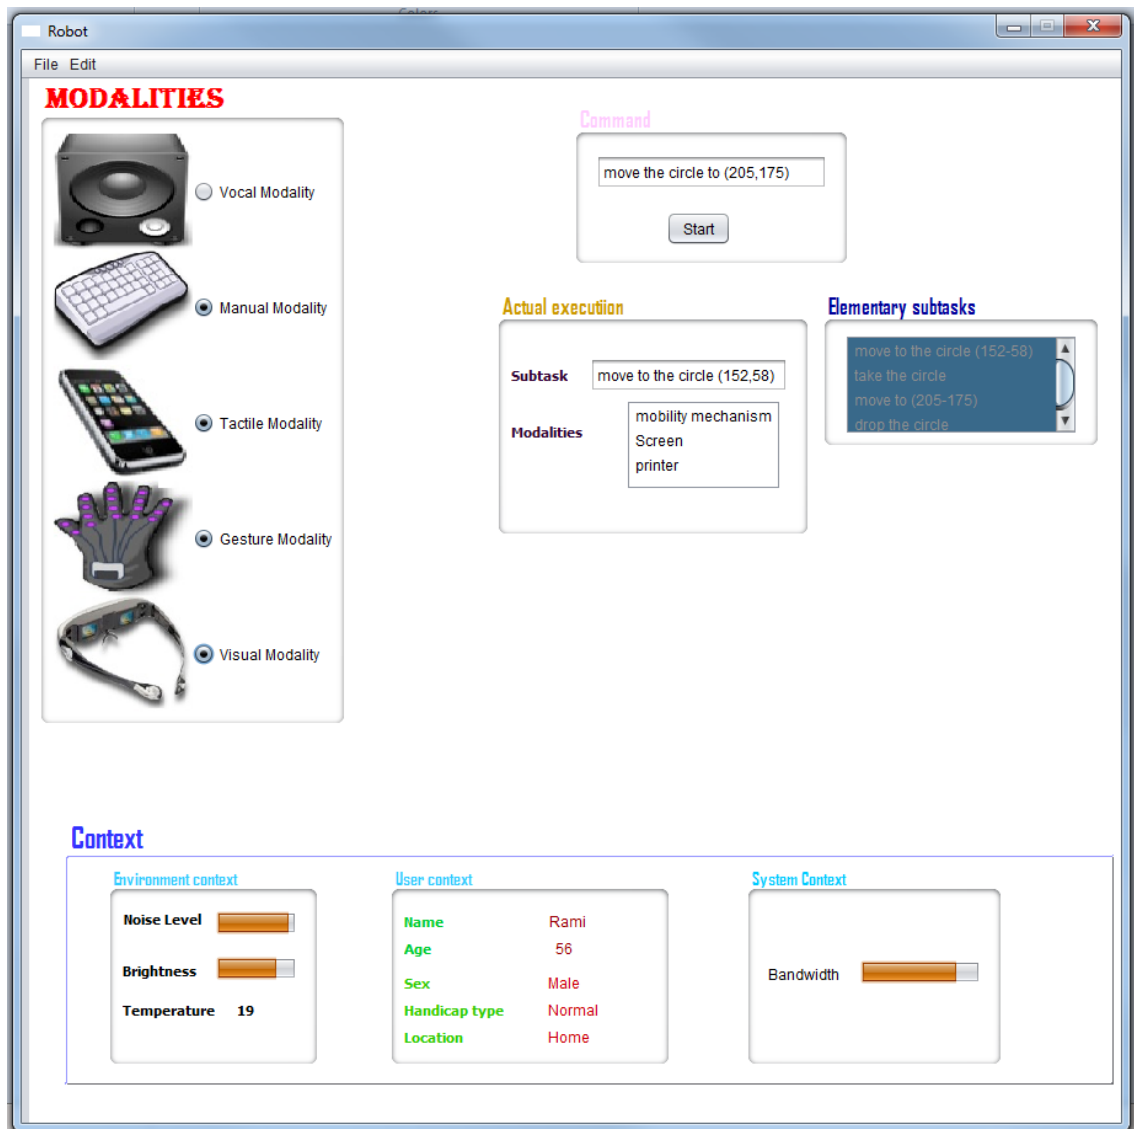 Colors
Robot
File Edit
MODALITIES
Vocal Modality
Manual Modality
Tactile Modality
Gesture Modality
Visual Modality
Command
move the circle to (205,175)
Start
Actual executiion
Subtask move to the circle (152,58)
Modalities
mobility mechanism
Screen
printer
Elementary subtasks
move to the circle (152-58)
take the circle
move to (205-175)
drop the circle
Context
Environment context
Noise Level
Brightness
Temperature 19
User context
Name Rami
Age 56
Sex Male
Handicap type Normal
Location Home
System Context
Bandwidth